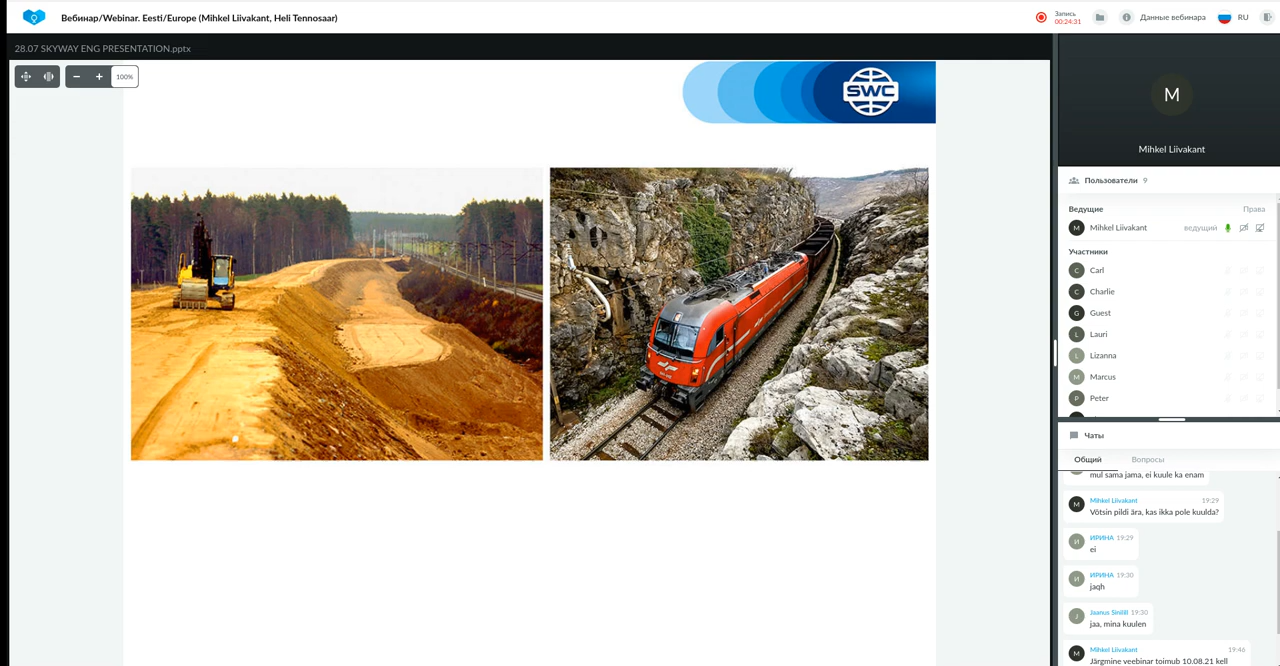 Вебинар/Webinar. Eesti/Europe (Mihkel Liivakant, Heli Tennosaar)
Запись
00:24:31
Данные вебинара
RU
28.07 SKYWAY ENG PRESENTATION.pptx
100%
SWC
M
Mihkel Liivakant
Пользователи 9
Ведущие Права
M Mihkel Liivakant ведущий
Участники
C Carl
C Charlie
G Guest
L Lauri
L Lizanna
M Marcus
P Peter
Чаты
Общий Вопросы
mul sama jama, ei kuule ka enam
M Mihkel Liivakant 19:29
Võtsin pildi ära, kas ikka pole kuulda?
И ИРИНА 19:29
ei
И ИРИНА 19:30
jaqh
J Jaanus Sinilill 19:30
jaa, mina kuulen
M Mihkel Liivakant 19:46
Järgmine veebinar toimub 10.08.21 kell